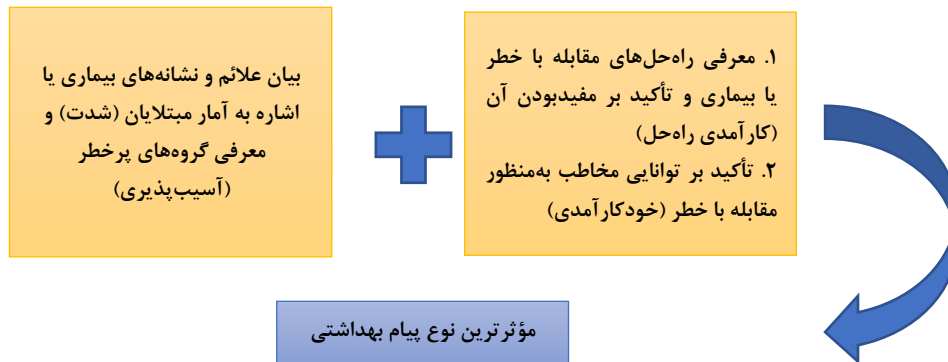 ۱. معرفی راه‌حل‌های مقابله با خطر
یا بیماری و تأکید بر مفیدبودن آن
(کارآمدی راه‌حل)
۲. تأکید بر توانایی مخاطب به‌منظور
مقابله با خطر (خودکارآمدی)
بیان علائم و نشانه‌های بیماری یا
اشاره به آمار مبتلایان (شدت) و
معرفی گروه‌های پرخطر
(آسیب‌پذیری)
مؤثرترین نوع پیام بهداشتی